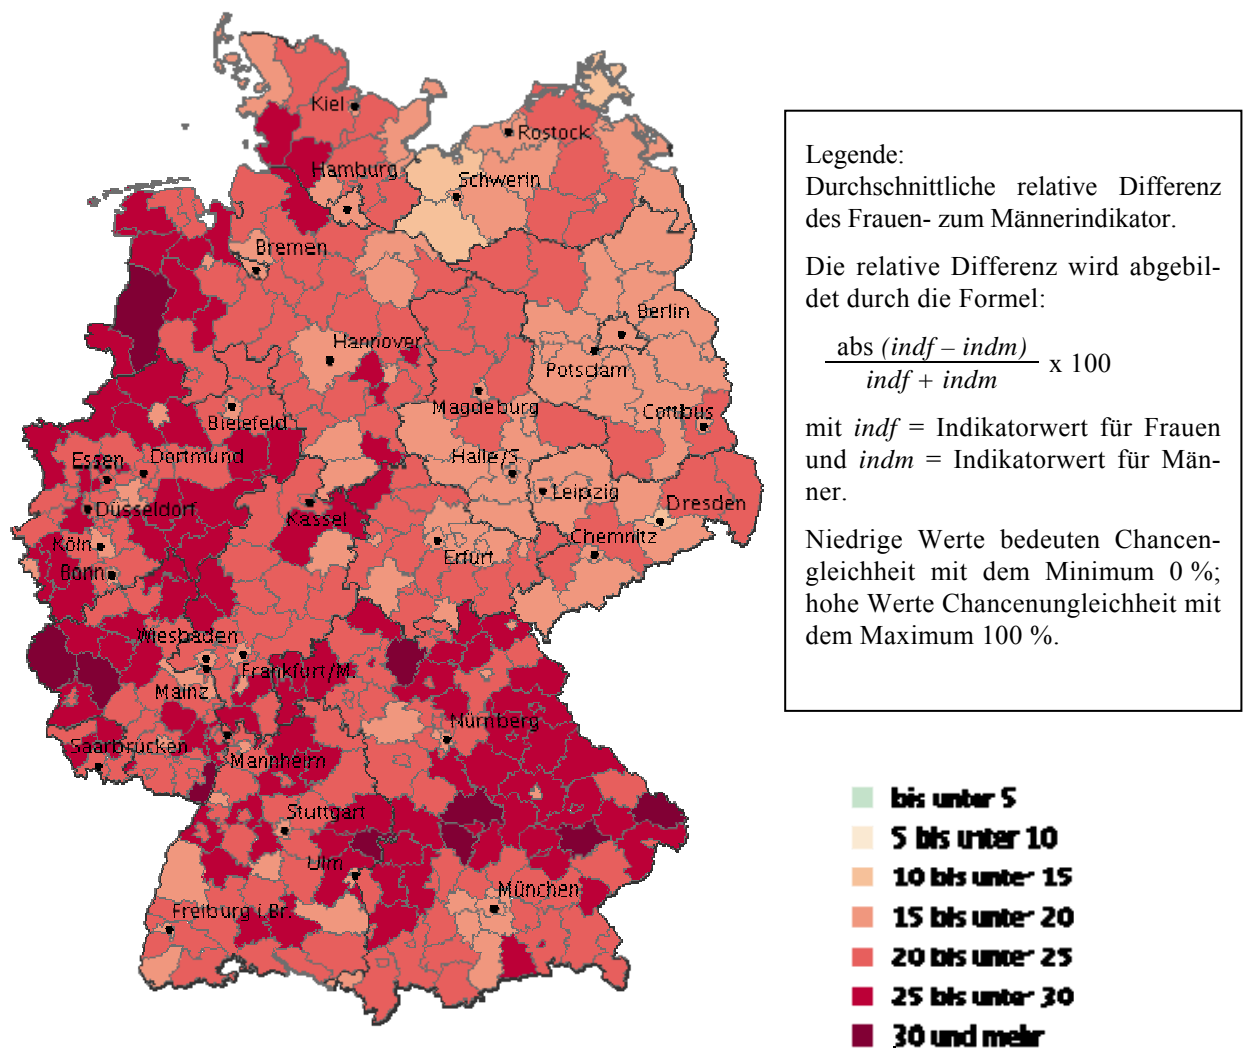 Kiel
Rostock
Hamburg
Schwerin
Bremen
Berlin
Hannover
Potsdam
Magdeburg
Bielefeld
Cottbus
Essen
Dortmund
Halle/S.
Leipzig
Düsseldorf
Dresden
Kassel
Köln
Erfurt
Chemnitz
Bonn
Wiesbaden
Frankfurt/M.
Mainz
Nürnberg
Saarbrücken
Mannheim
Stuttgart
Ulm
München
Freiburg i.Br.
Legende:
Durchschnittliche relative Differenz
des Frauen- zum Männerindikator.
Die relative Differenz wird abgebil-
det durch die Formel:
abs (indf – indm)
indf + indm
x 100
mit indf = Indikatorwert für Frauen
und indm = Indikatorwert für Män-
ner.
Niedrige Werte bedeuten Chancen-
gleichheit mit dem Minimum 0 %;
hohe Werte Chancenungleichheit mit
dem Maximum 100 %.
bis unter 5
5 bis unter 10
10 bis unter 15
15 bis unter 20
20 bis unter 25
25 bis unter 30
30 und mehr